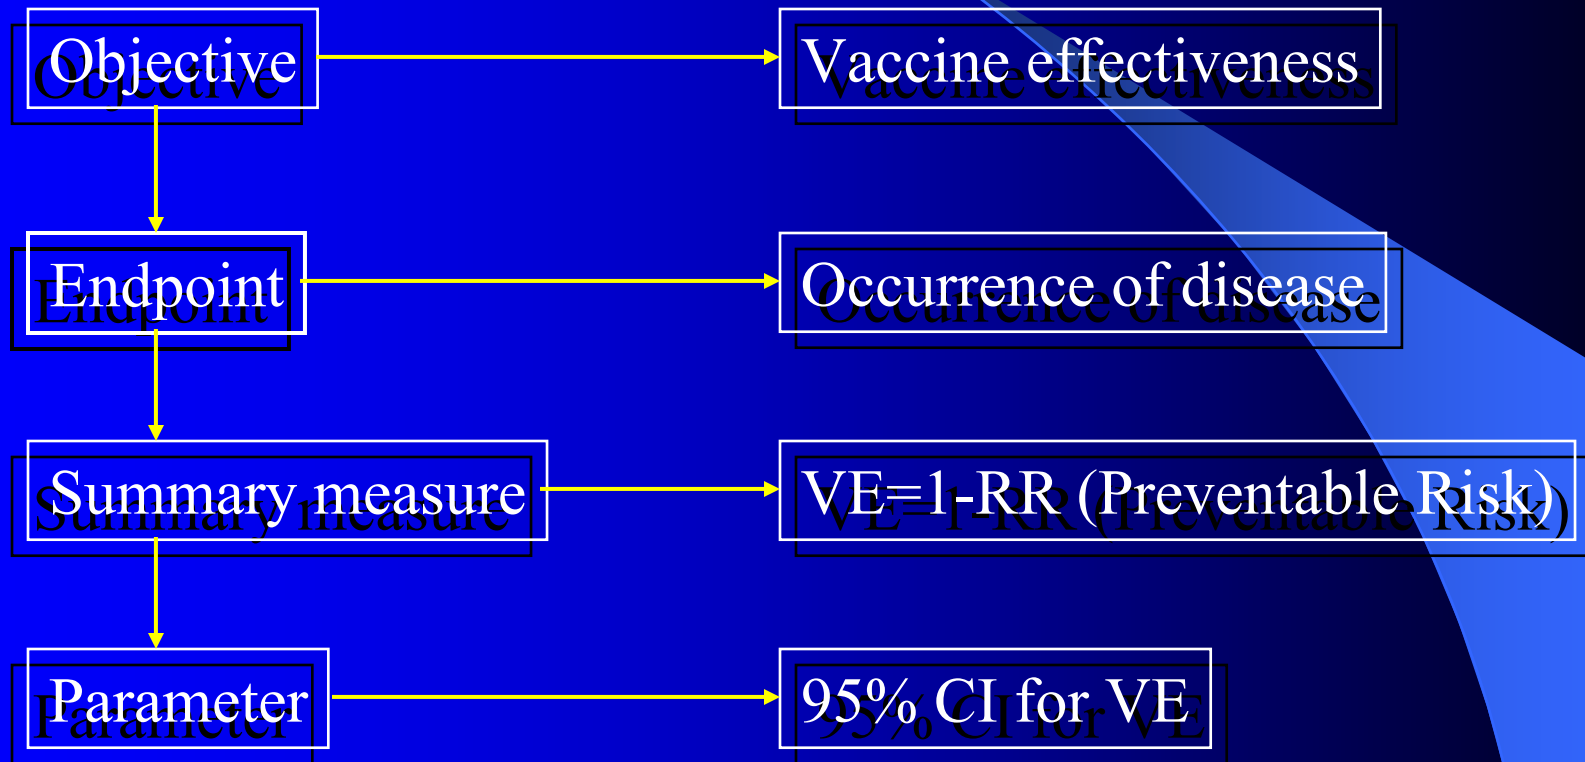 Objective
Vaccine effectiveness
Endpoint
Occurrence of disease
Summary measure
VE=1-RR (Preventable Risk)
Parameter
95% CI for VE